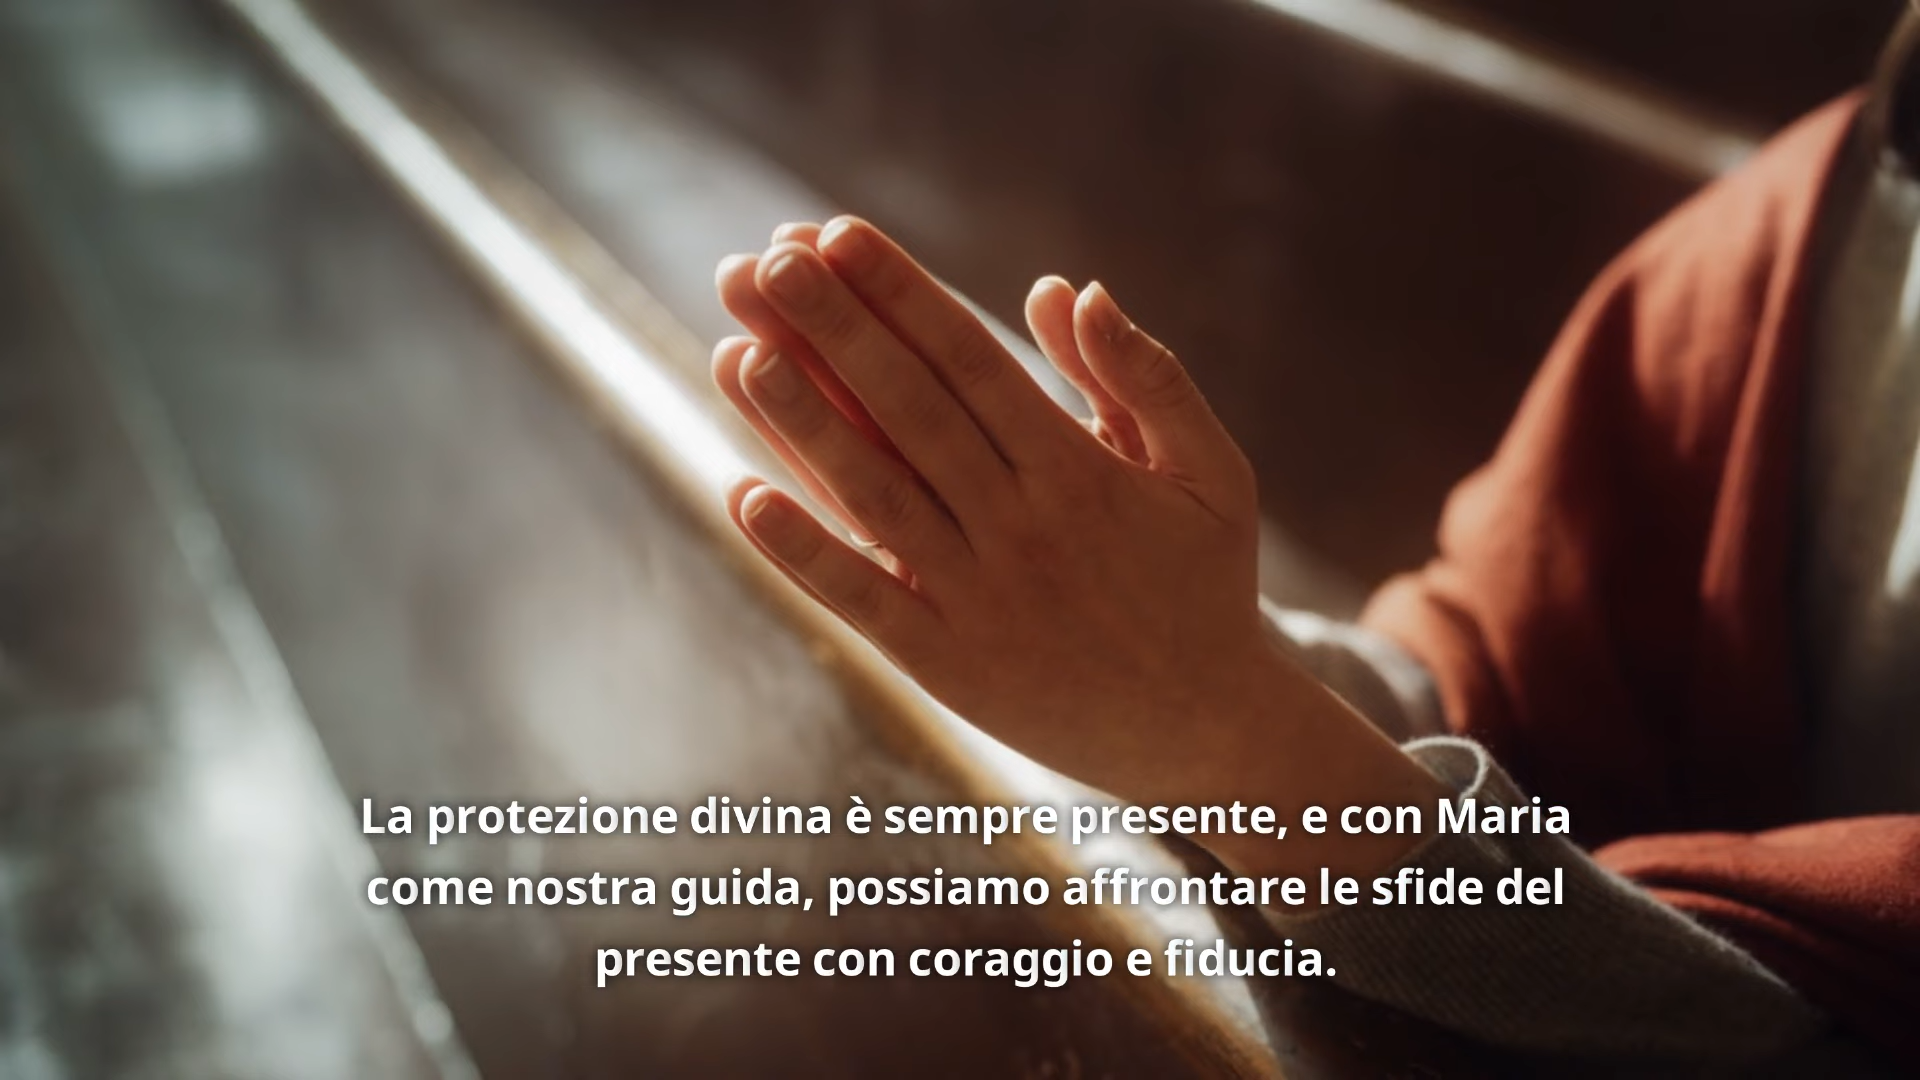 La protezione divina è sempre presente, e con Maria
come nostra guida, possiamo affrontare le sfide del
presente con coraggio e fiducia.